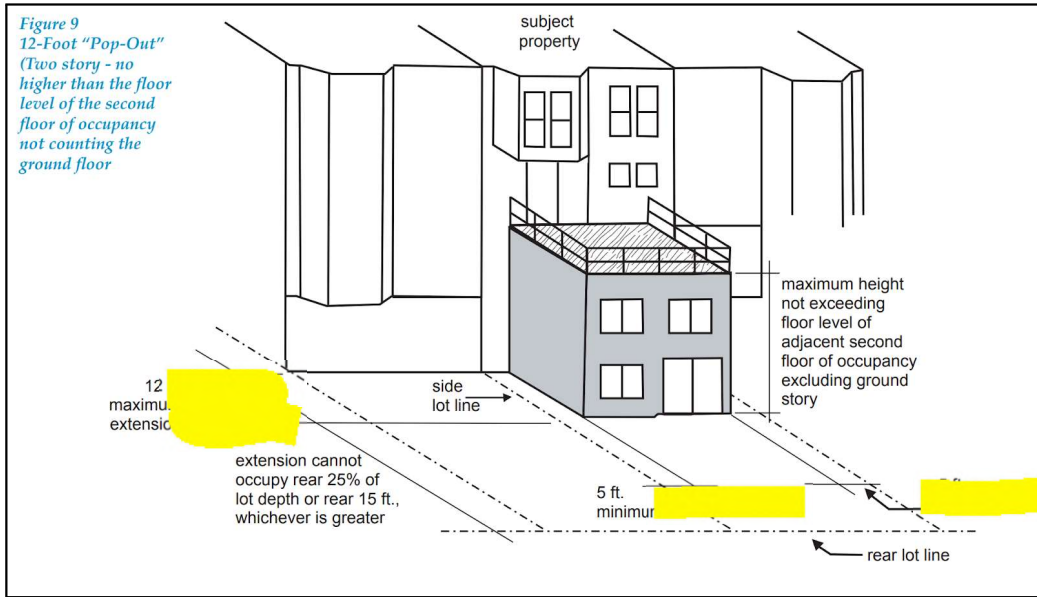 Figure 9
12-Foot “Pop-Out”
(Two story - no
higher than the floor
level of the second
floor of occupancy
not counting the
ground floor
subject
property
maximum height
not exceeding
floor level of
adjacent second
floor of occupancy
excluding ground
story
12
side
lot line
extension cannot
occupy rear 25% of
lot depth or rear 15 ft.,
whichever is greater
5 ft.
rear lot line